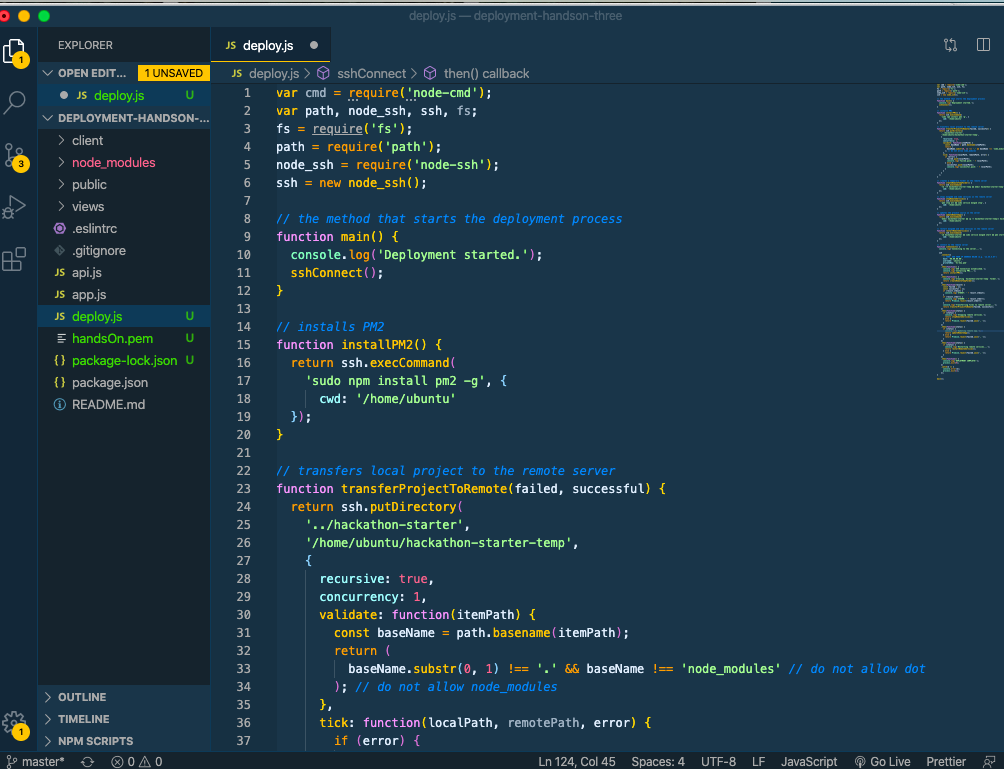 deploy.js — deployment-handson-three
EXPLORER
OPEN EDIT... 1 UNSAVED
JS deploy.js U
DEPLOYMENT-HANDSON-...
client
node_modules
public
views
.eslintrc
.gitignore
JS api.js
JS app.js
JS deploy.js U
handsOn.pem U
{} package-lock.json U
{} package.json
README.md
OUTLINE
TIMELINE
NPM SCRIPTS
1
3
1
JS deploy.js
JS deploy.js > sshConnect > then() callback
1 var cmd = require('node-cmd');
2 var path, node_ssh, ssh, fs;
3 fs = require('fs');
4 path = require('path');
5 node_ssh = require('node-ssh');
6 ssh = new node_ssh();
7
8 // the method that starts the deployment process
9 function main() {
10 console.log('Deployment started.');
11 sshConnect();
12 }
13
14 // installs PM2
15 function installPM2() {
16 return ssh.execCommand(
17 'sudo npm install pm2 -g', {
18 cwd: '/home/ubuntu'
19 });
20 }
21
22 // transfers local project to the remote server
23 function transferProjectToRemote(failed, successful) {
24 return ssh.putDirectory(
25 '../hackathon-starter',
26 '/home/ubuntu/hackathon-starter-temp',
27 {
28 recursive: true,
29 concurrency: 1,
30 validate: function(itemPath) {
31 const baseName = path.basename(itemPath);
32 return (
33 baseName.substr(0, 1) !== '.' && baseName !== 'node_modules' // do not allow dot
34 ); // do not allow node_modules
35 },
36 tick: function(localPath, remotePath, error) {
37 if (error) {
master* 0 0 Ln 124, Col 45 Spaces: 4 UTF-8 LF JavaScript Go Live Prettier